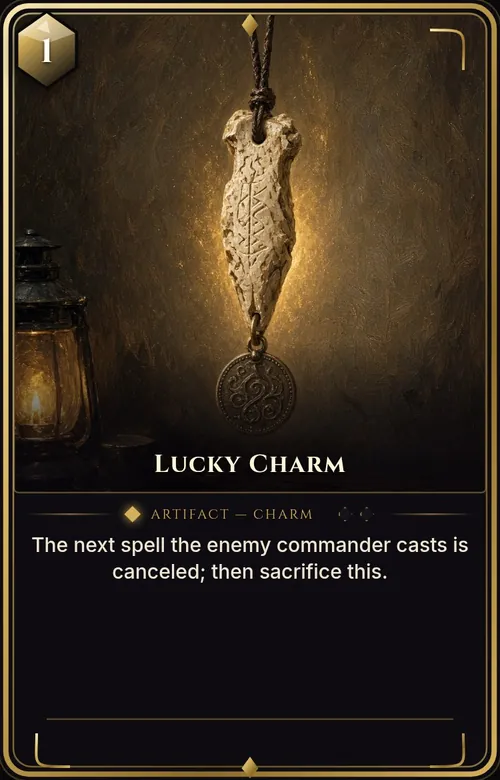 1
Lucky Charm
ARTIFACT — CHARM
The next spell the enemy commander casts is
canceled; then sacrifice this.